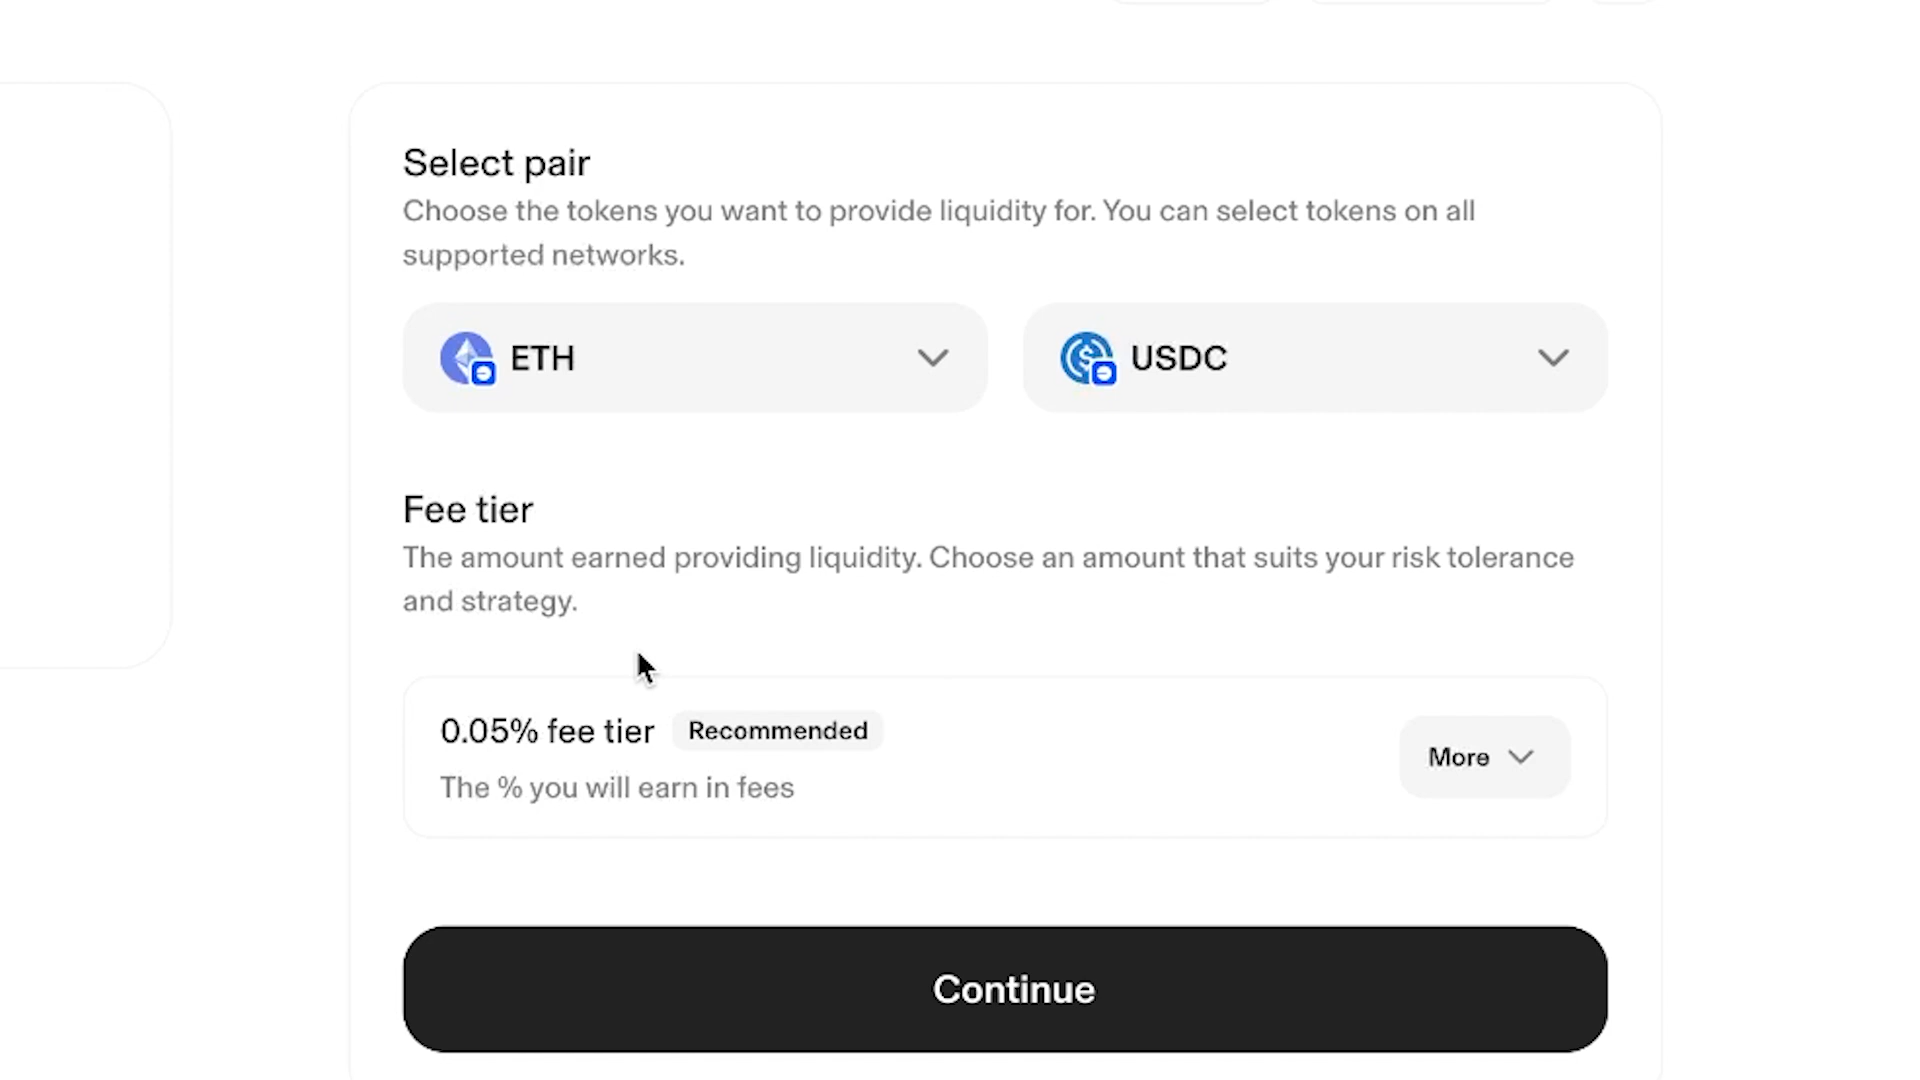 Select pair
Choose the tokens you want to provide liquidity for. You can select tokens on all
supported networks.
ETH
USDC
Fee tier
The amount earned providing liquidity. Choose an amount that suits your risk tolerance
and strategy.
0.05% fee tier
Recommended
The % you will earn in fees
More
Continue